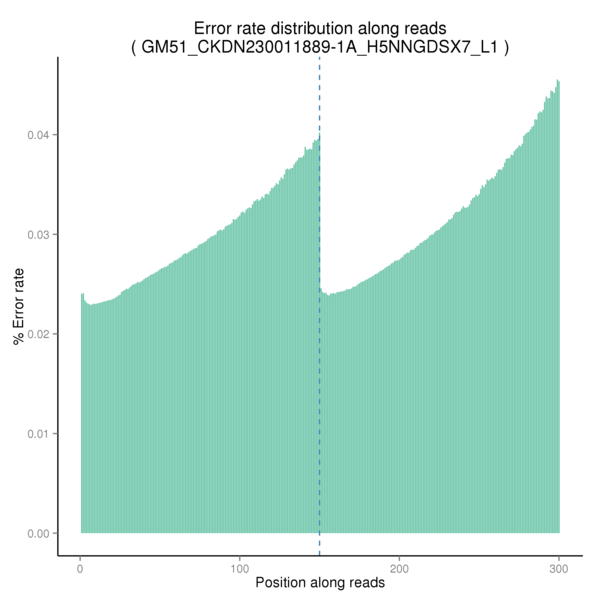 Error rate distribution along reads
( GM51_CKDN230011889-1A_H5NNGDSX7_L1 )
% Error rate
0.04
0.03
0.02
0.01
0.00
0 100 200 300
Position along reads